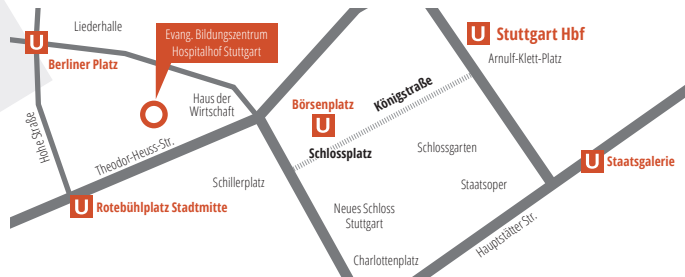 Liederhalle
U
Berliner Platz
Evang. Bildungszentrum
Hospitalhof Stuttgart
U Stuttgart Hbf
Arnulf-Klett-Platz
Haus der
Wirtschaft
Börsenplatz
U
Königstraße
Hohe Straße
Theodor-Heuss-Str.
Schlossplatz
Schlossgarten
U Staatsgalerie
Schillerplatz
Staatsoper
U Rotebühlplatz Stadtmitte
Neues Schloss
Stuttgart
Hauptstätter Str.
Charlottenplatz